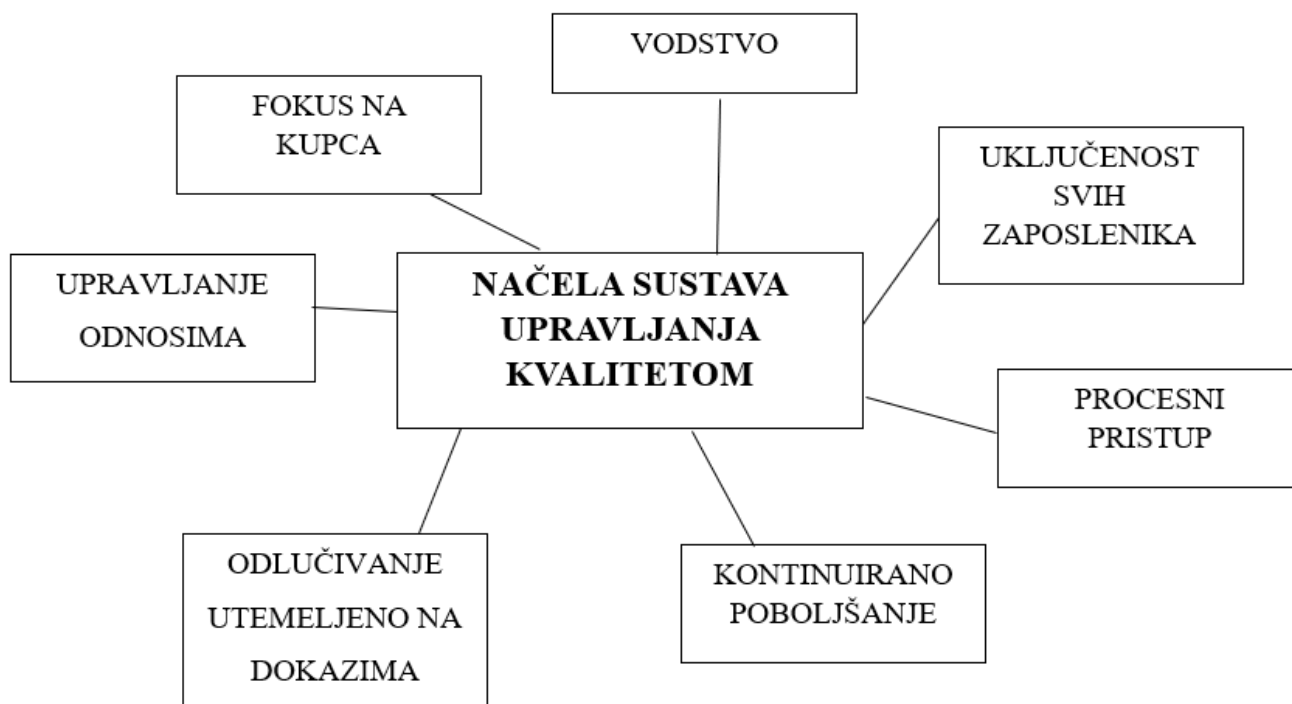 VODSTVO
FOKUS NA
KUPCA
UKLJUČENOST
SVIH
ZAPOSLENIKA
UPRAVLJANJE
ODNOSIMA
NAČELA SUSTAVA
UPRAVLJANJA
KVALITETOM
PROCESNI
PRISTUP
ODLUČIVANJE
UTEMELJENO NA
DOKAZIMA
KONTINUIRANO
POBOLJŠANJE